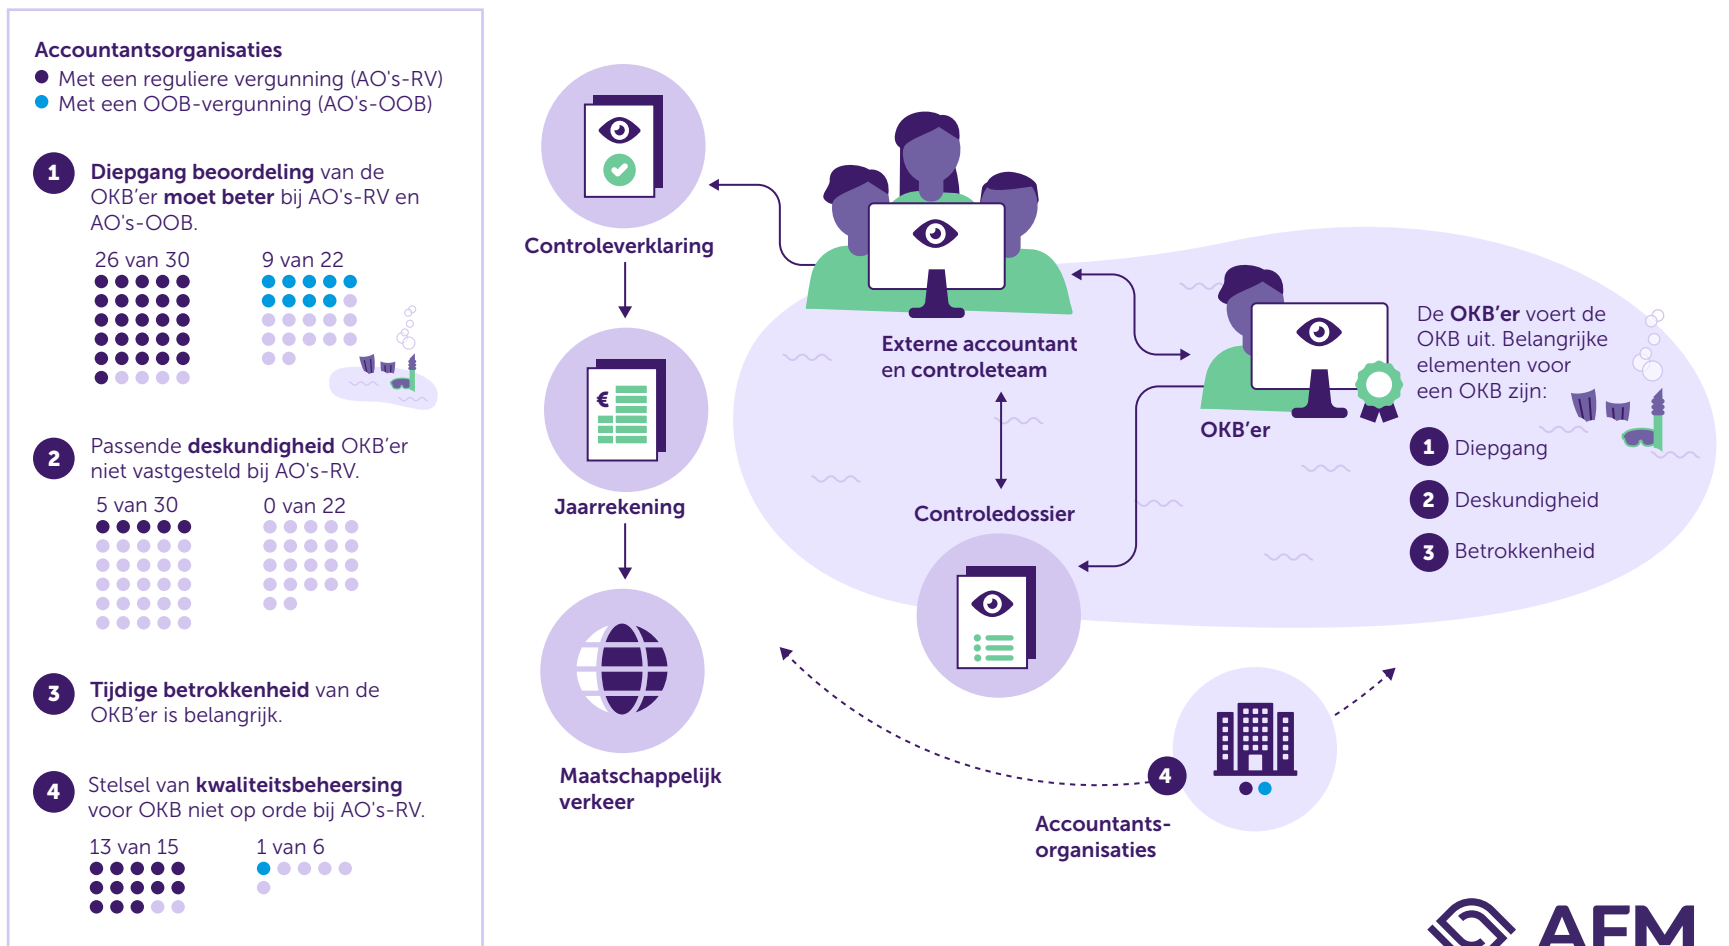 Accountantsorganisaties
Met een reguliere vergunning (AO's-RV)
Met een OOB-vergunning (AO's-OOB)
1
Diepgang beoordeling van de
OKB'er moet beter bij AO's-RV en
AO's-OOB.
26 van 30
9 van 22
2
Passende deskundigheid OKB'er
niet vastgesteld bij AO's-RV.
5 van 30
0 van 22
3
Tijdige betrokkenheid van de
OKB'er is belangrijk.
4
Stelsel van kwaliteitsbeheersing
voor OKB niet op orde bij AO's-RV.
13 van 15
1 van 6
Controleverklaring
€
Jaarrekening
Maatschappelijk
verkeer
Externe accountant
en controleteam
Controledossier
OKB'er
De OKB'er voert de
OKB uit. Belangrijke
elementen voor
een OKB zijn:
1 Diepgang
2 Deskundigheid
3 Betrokkenheid
4
Accountants-
organisaties
AFM